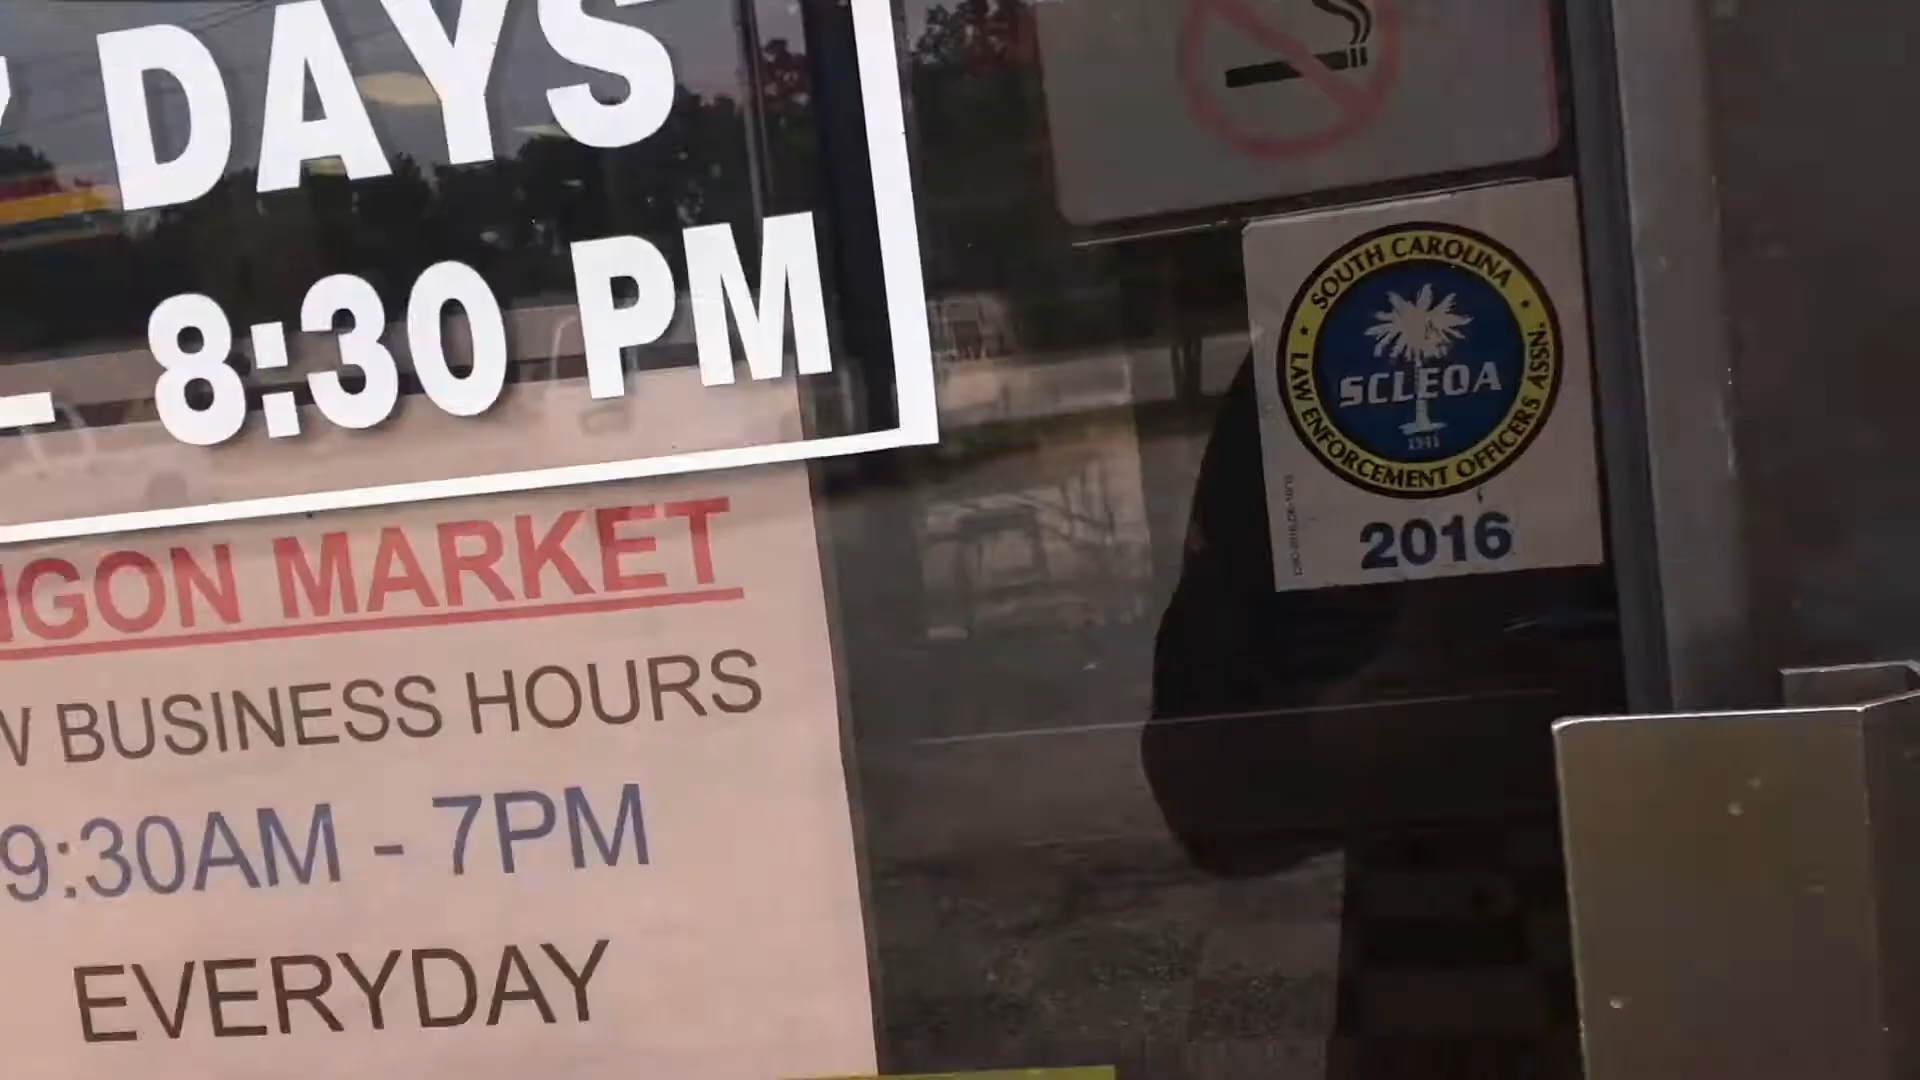 DAYS
- 8:30 PM
IGON MARKET
W BUSINESS HOURS
9:30AM - 7PM
EVERYDAY
SOUTH CAROLINA
LAW ENFORCEMENT OFFICERS ASSN.
SCLEOA
1941
2016